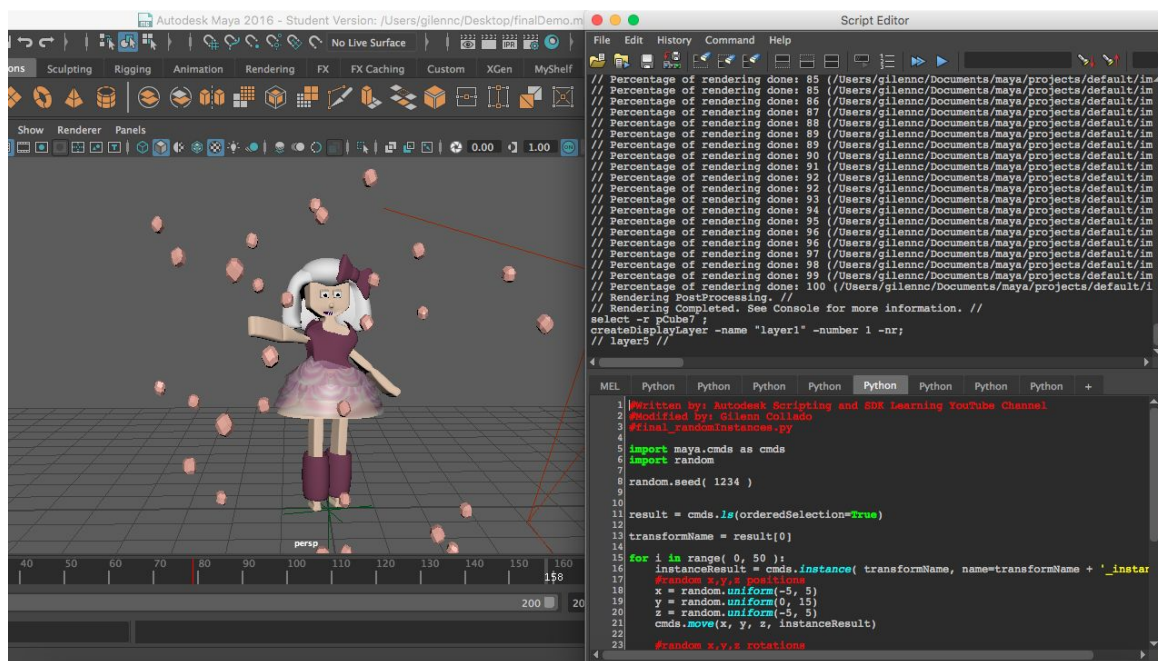 Autodesk Maya 2016 - Student Version: /Users/gilennc/Desktop/finalDemo.m
No Live Surface
IPR
ons Sculpting Rigging Animation Rendering FX FX Caching Custom XGen MyShelf
Show Renderer Panels
0.00 1.00
persp
40 50 60 70 80 90 100 110 120 130 140 150 160
158
200 20
Script Editor
File Edit History Command Help
// Percentage of rendering done: 85 (/Users/gilennc/Documents/maya/projects/default/im
// Percentage of rendering done: 85 (/Users/gilennc/Documents/maya/projects/default/im
// Percentage of rendering done: 86 (/Users/gilennc/Documents/maya/projects/default/im
// Percentage of rendering done: 87 (/Users/gilennc/Documents/maya/projects/default/im
// Percentage of rendering done: 88 (/Users/gilennc/Documents/maya/projects/default/im
// Percentage of rendering done: 89 (/Users/gilennc/Documents/maya/projects/default/im
// Percentage of rendering done: 89 (/Users/gilennc/Documents/maya/projects/default/im
// Percentage of rendering done: 90 (/Users/gilennc/Documents/maya/projects/default/im
// Percentage of rendering done: 91 (/Users/gilennc/Documents/maya/projects/default/im
// Percentage of rendering done: 92 (/Users/gilennc/Documents/maya/projects/default/im
// Percentage of rendering done: 92 (/Users/gilennc/Documents/maya/projects/default/im
// Percentage of rendering done: 93 (/Users/gilennc/Documents/maya/projects/default/im
// Percentage of rendering done: 94 (/Users/gilennc/Documents/maya/projects/default/im
// Percentage of rendering done: 95 (/Users/gilennc/Documents/maya/projects/default/im
// Percentage of rendering done: 96 (/Users/gilennc/Documents/maya/projects/default/im
// Percentage of rendering done: 96 (/Users/gilennc/Documents/maya/projects/default/im
// Percentage of rendering done: 97 (/Users/gilennc/Documents/maya/projects/default/im
// Percentage of rendering done: 98 (/Users/gilennc/Documents/maya/projects/default/im
// Percentage of rendering done: 99 (/Users/gilennc/Documents/maya/projects/default/im
// Percentage of rendering done: 100 (/Users/gilennc/Documents/maya/projects/default/i
// Rendering PostProcessing. //
// Rendering Completed. See Console for more information. //
select -r pCube7 ;
createDisplayLayer -name "layer1" -number 1 -nr;
// layer5 //
MEL Python Python Python Python Python Python Python Python +
1 #Written by: Autodesk Scripting and SDK Learning YouTube Channel
2 #Modified by: Gilenn Collado
3 #final_randomInstances.py
4
5 import maya.cmds as cmds
6 import random
7
8 random.seed( 1234 )
9
10
11 result = cmds.ls(orderedSelection=True)
12
13 transformName = result[0]
14
15 for i in range( 0, 50 ):
16 instanceResult = cmds.instance( transformName, name=transformName + '_instan
17 #random x,y,z positions
18 x = random.uniform(-5, 5)
19 y = random.uniform(0, 15)
20 z = random.uniform(-5, 5)
21 cmds.move(x, y, z, instanceResult)
22
23 #random x,y,z rotations